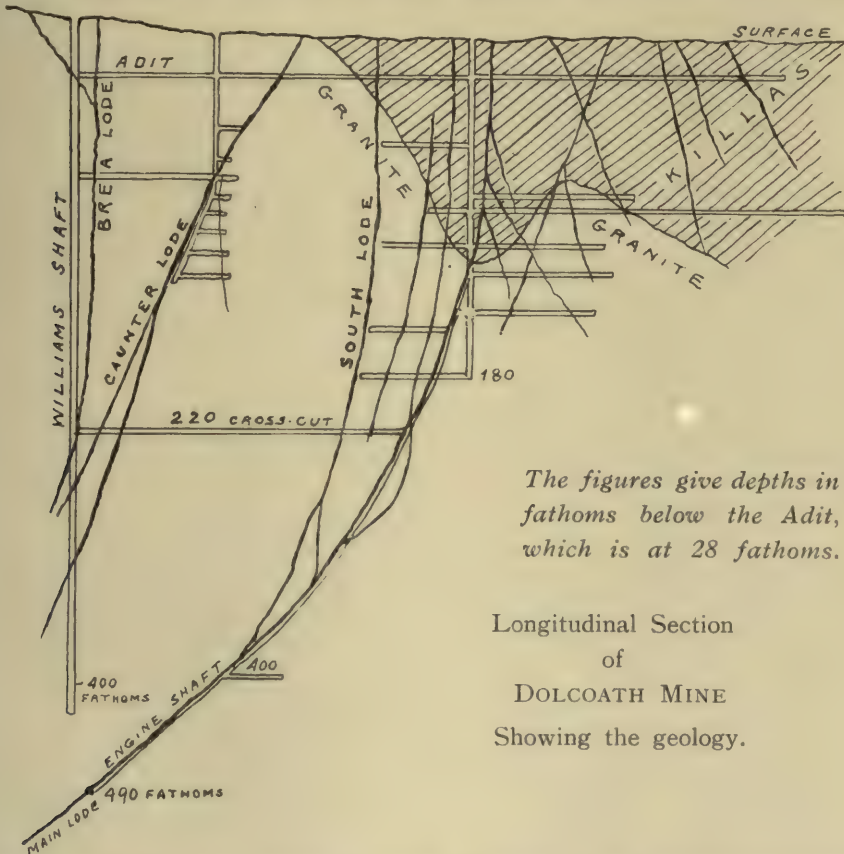 SURFACE
ADIT
BREA LODE
GRANITE
KILLAS
GRANITE
WILLIAMS SHAFT
CAUNTER LODE
SOUTH LODE
180
220 CROSS-CUT
The figures give depths in
fathoms below the Adit,
which is at 28 fathoms.
Longitudinal Section
of
DOLCOATH MINE
Showing the geology.
400
FATHOMS
400
ENGINE SHAFT
490 FATHOMS
MAIN LODE